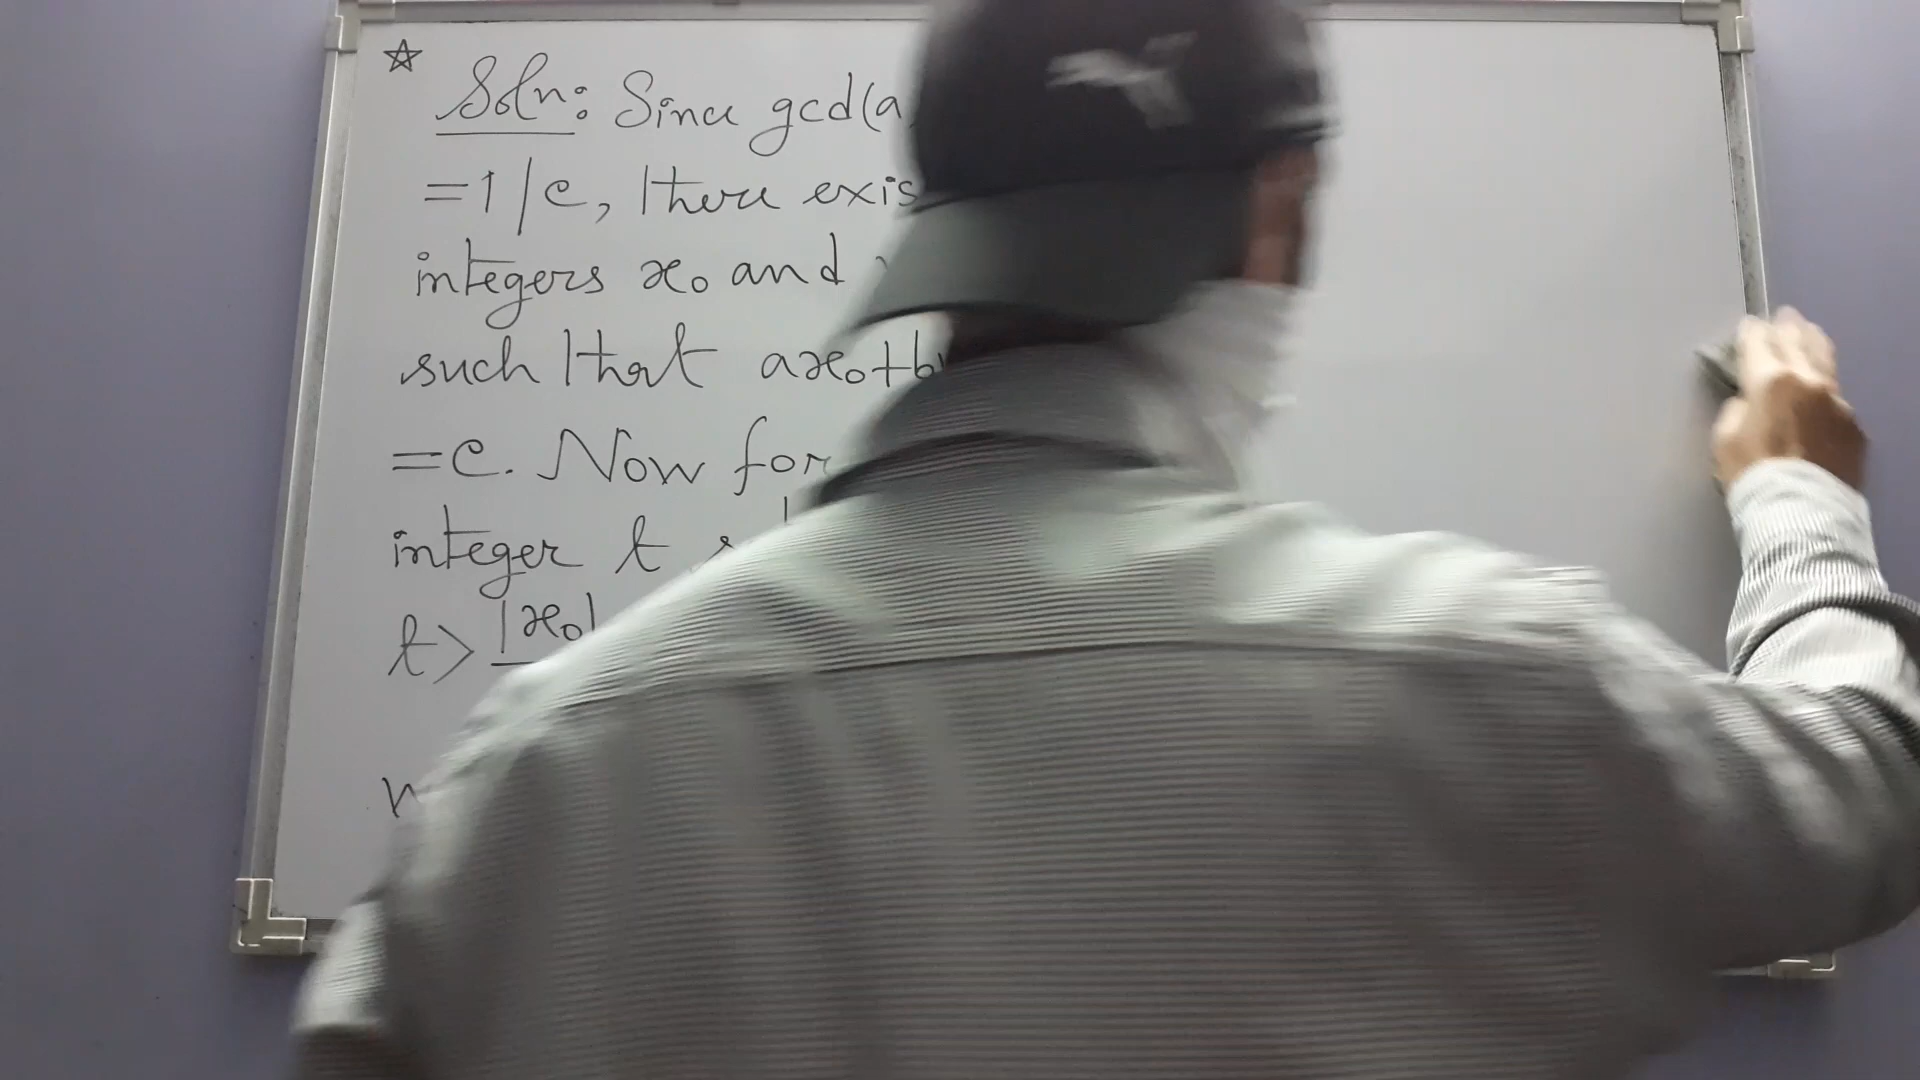 ☆ Soln: Since gcd(a,
=1/c, there exis
integers x₀ and
such that ax₀+b
=c. Now for
integer t
t> |x₀|